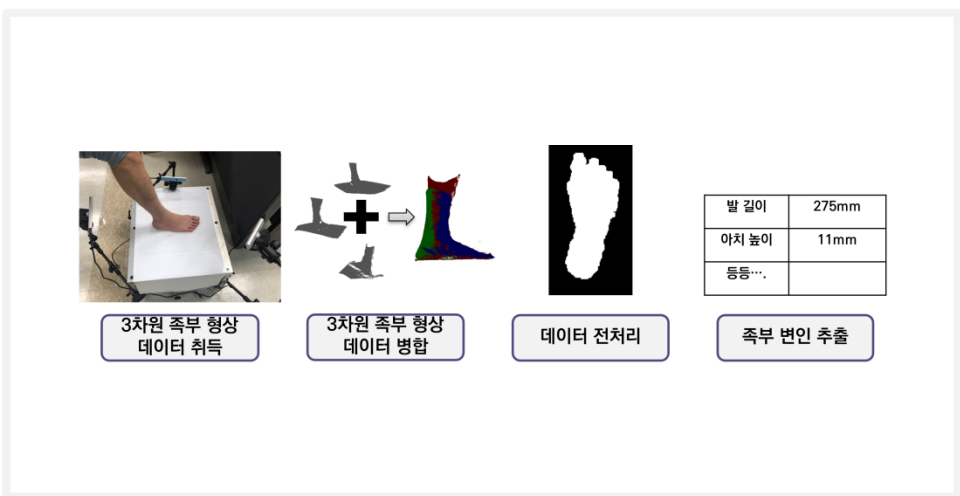 발 길이 275mm
아치 높이 11mm
등등….
3차원 족부 형상
데이터 취득
3차원 족부 형상
데이터 병합
데이터 전처리
족부 변인 추출